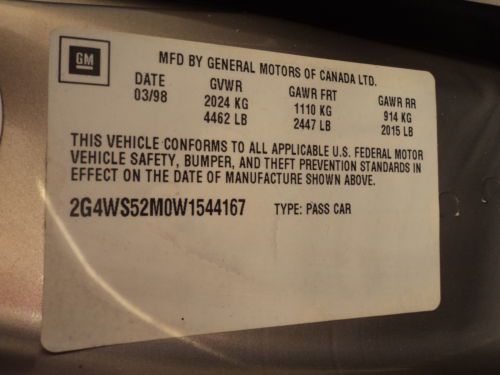 GM
MFD BY GENERAL MOTORS OF CANADA LTD.
DATE GVWR GAWR FRT GAWR RR
03/98 2024 KG 1110 KG 914 KG
4462 LB 2447 LB 2015 LB
THIS VEHICLE CONFORMS TO ALL APPLICABLE U.S. FEDERAL MOTOR
VEHICLE SAFETY, BUMPER, AND THEFT PREVENTION STANDARDS IN
EFFECT ON THE DATE OF MANUFACTURE SHOWN ABOVE.
2G4WS52M0W1544167 TYPE: PASS CAR